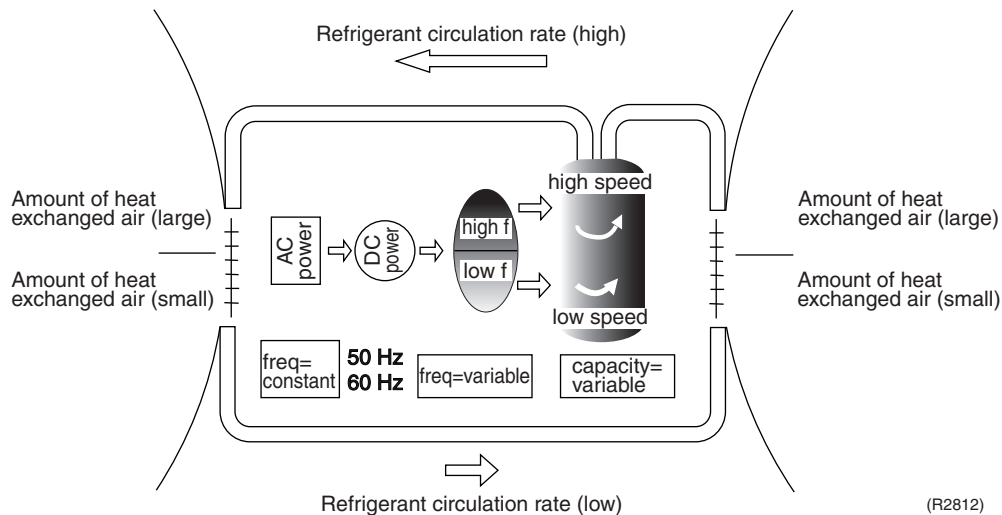 Refrigerant circulation rate (high)
high speed
Amount of heat
exchanged air (large)
Amount of heat
exchanged air (large)
AC
power
DC
power
high f
low f
Amount of heat
exchanged air (small)
Amount of heat
exchanged air (small)
low speed
freq=
constant
50 Hz
60 Hz
freq=variable
capacity=
variable
Refrigerant circulation rate (low)
(R2812)